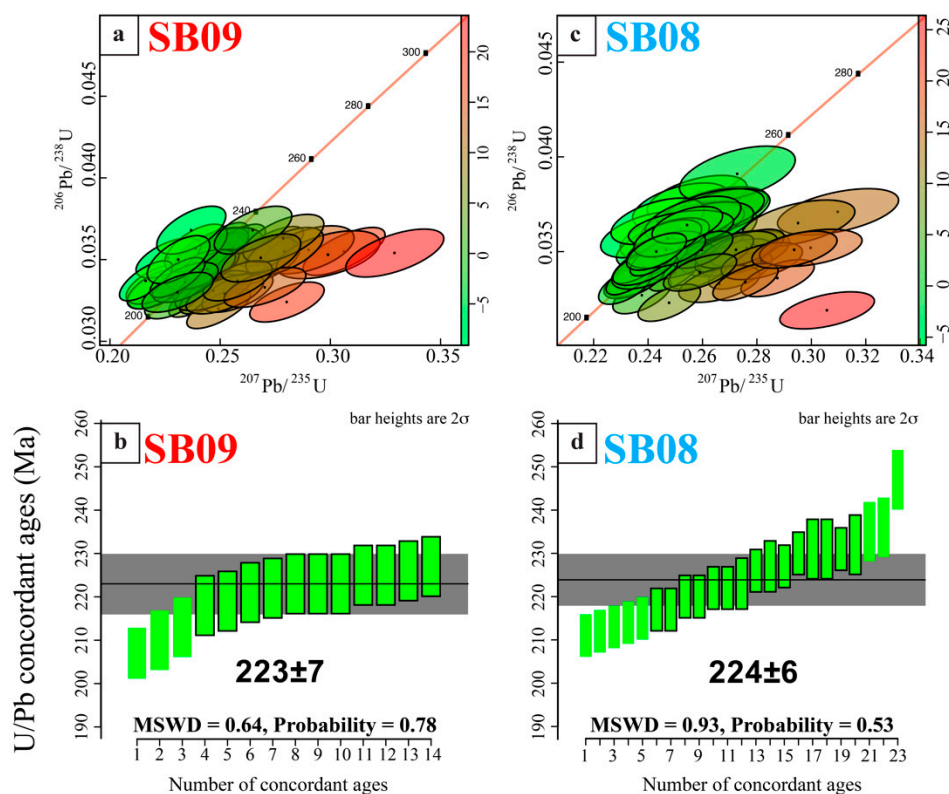 a SB09
0.030 0.035 0.040 0.045
206Pb/238U
200
240
260
280
300
0.20 0.25 0.30 0.35
207Pb/235U
20
15
10
5
0
−5
c SB08
0.035 0.040 0.045
206Pb/238U
200
260
280
0.22 0.24 0.26 0.28 0.30 0.32 0.34
207Pb/235U
25
20
15
10
5
0
−5
U/Pb concordant ages (Ma)
b SB09
bar heights are 2σ
190 200 210 220 230 240 250 260
223±7
MSWD = 0.64, Probability = 0.78
1 2 3 4 5 6 7 8 9 10 11 12 13 14
Number of concordant ages
d SB08
bar heights are 2σ
190 200 210 220 230 240 250 260
224±6
MSWD = 0.93, Probability = 0.53
1 3 5 7 9 11 13 15 17 19 21 23
Number of concordant ages